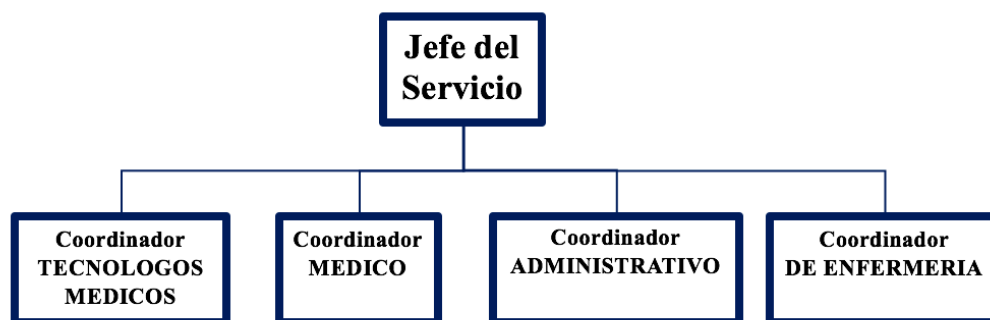 Jefe del
Servicio
Coordinador
TECNOLOGOS
MEDICOS
Coordinador
MEDICO
Coordinador
ADMINISTRATIVO
Coordinador
DE ENFERMERIA